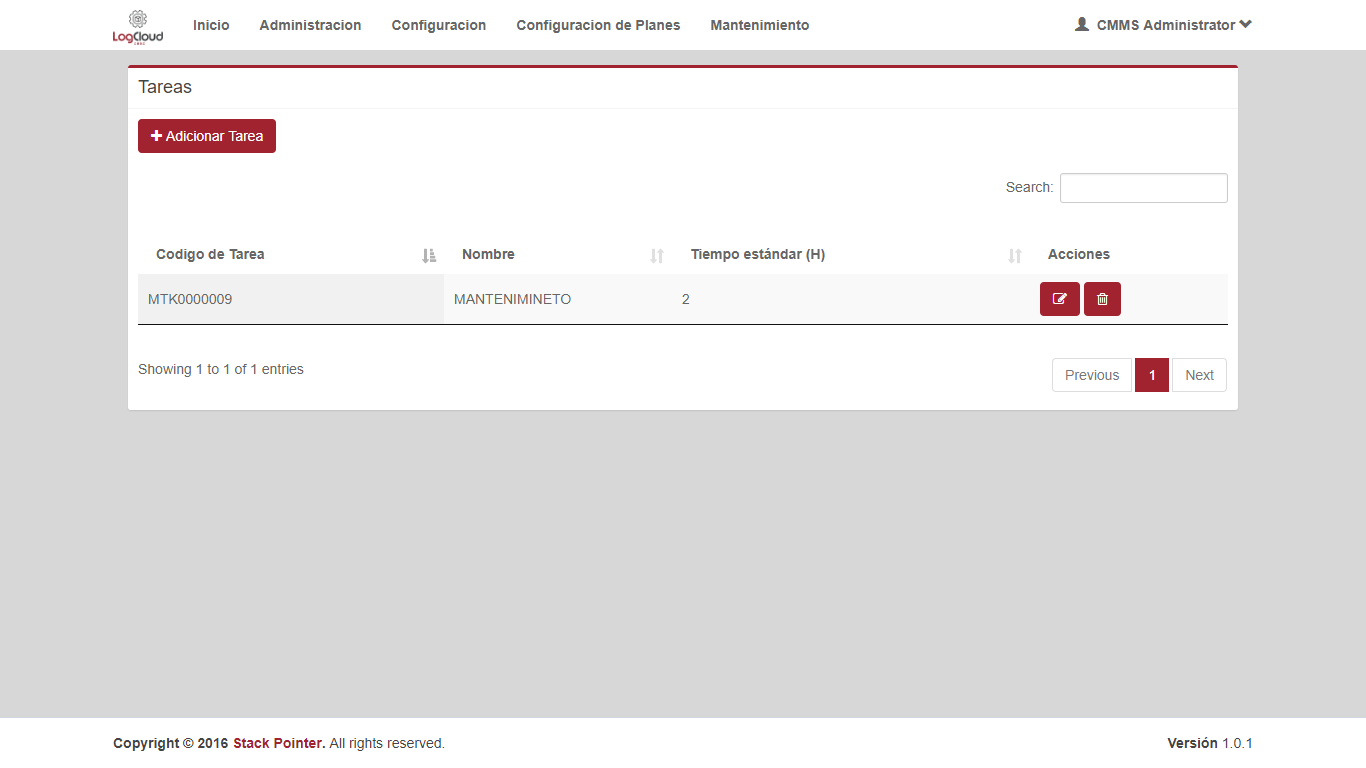 LogCloud Inicio Administracion Configuracion Configuracion de Planes Mantenimiento CMMS Administrator
CMMS
Tareas
Adicionar Tarea
Search:
Codigo de Tarea Nombre Tiempo estándar (H) Acciones
MTK0000009 MANTENIMINETO 2
Showing 1 to 1 of 1 entries Previous 1 Next
Copyright © 2016 Stack Pointer. All rights reserved. Versión 1.0.1